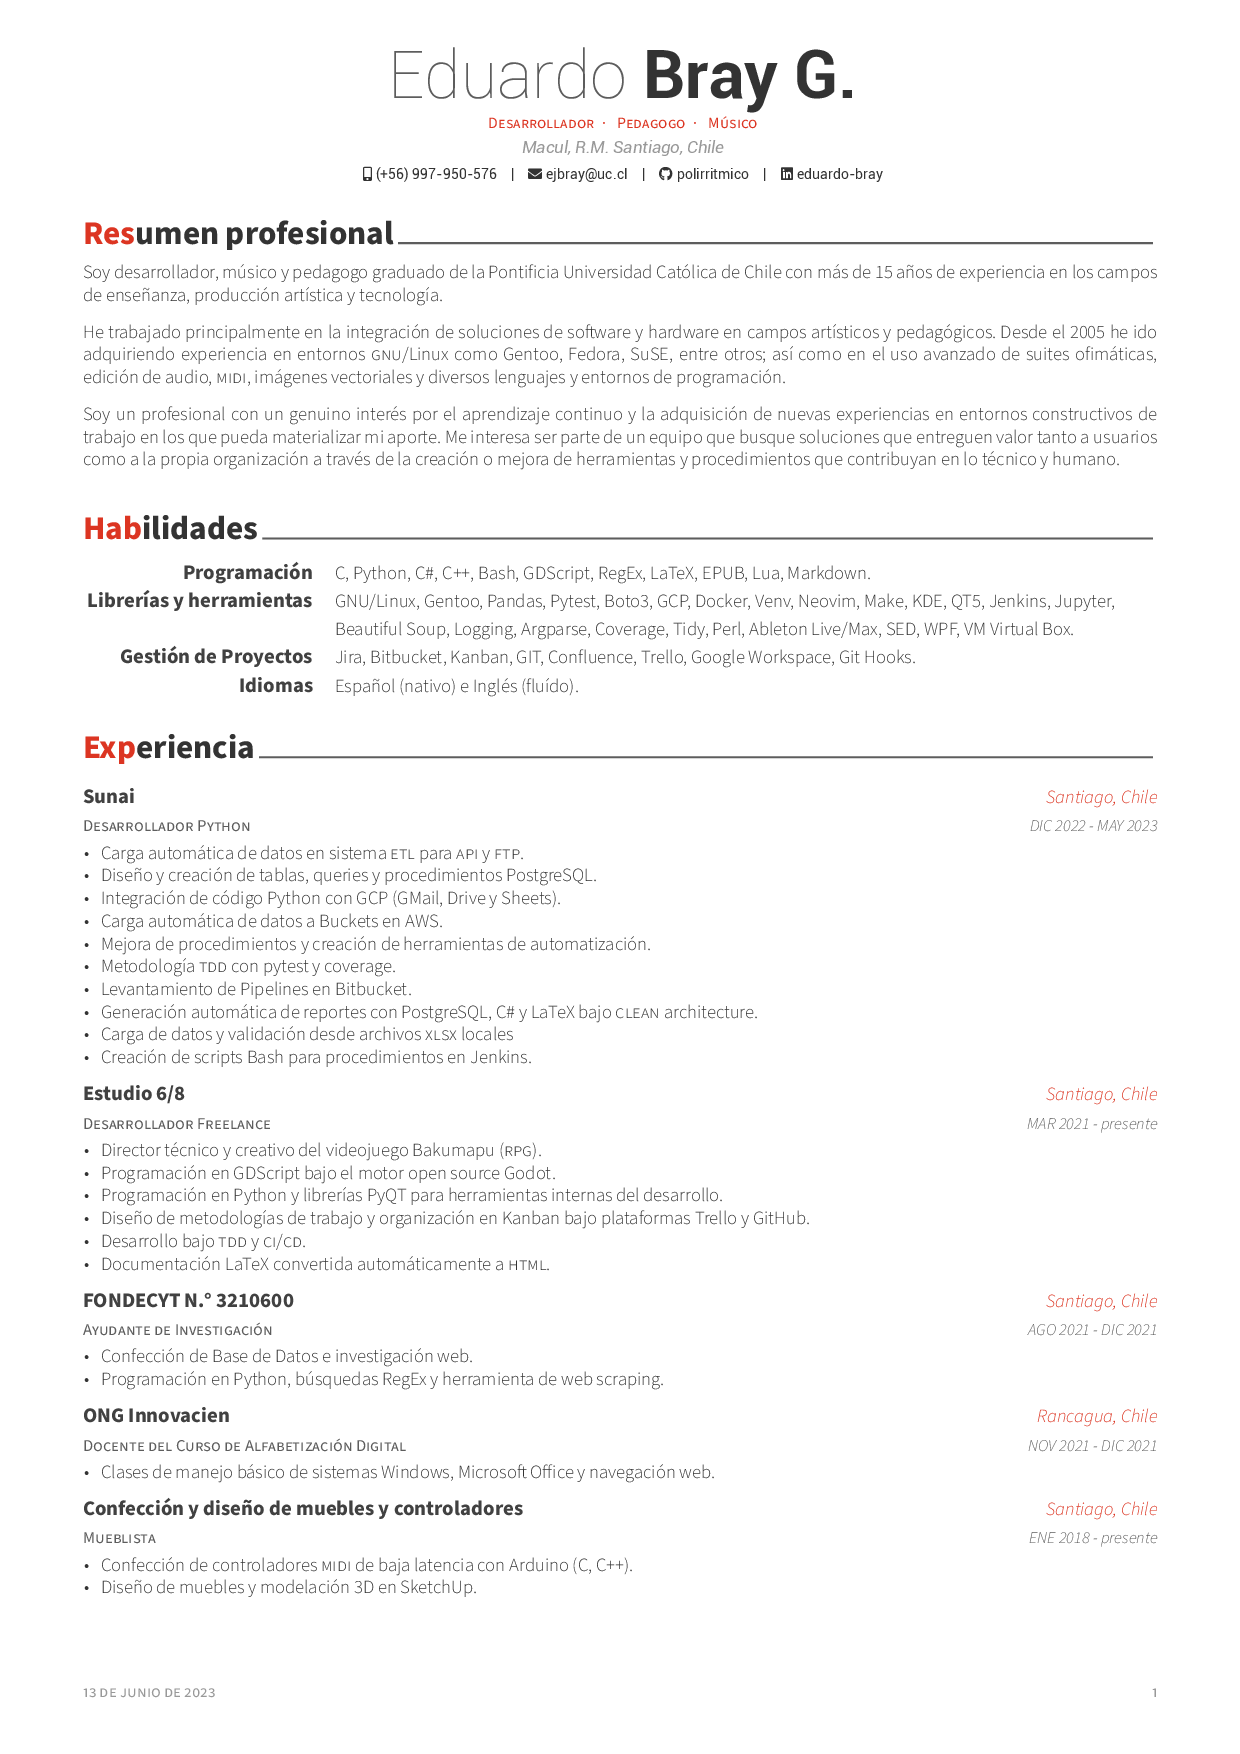 Eduardo Bray G.
Desarrollador · Pedagogo · Músico
Macul, R.M. Santiago, Chile
(+56) 997-950-576 | ejbray@uc.cl | polirritmico | eduardo-bray
Resumen profesional
Soy desarrollador, músico y pedagogo graduado de la Pontificia Universidad Católica de Chile con más de 15 años de experiencia en los campos
de enseñanza, producción artística y tecnología.
He trabajado principalmente en la integración de soluciones de software y hardware en campos artísticos y pedagógicos. Desde el 2005 he ido
adquiriendo experiencia en entornos GNU/Linux como Gentoo, Fedora, SuSE, entre otros; así como en el uso avanzado de suites ofimáticas,
edición de audio, MIDI, imágenes vectoriales y diversos lenguajes y entornos de programación.
Soy un profesional con un genuino interés por el aprendizaje continuo y la adquisición de nuevas experiencias en entornos constructivos de
trabajo en los que pueda materializar mi aporte. Me interesa ser parte de un equipo que busque soluciones que entreguen valor tanto a usuarios
como a la propia organización a través de la creación o mejora de herramientas y procedimientos que contribuyan en lo técnico y humano.
Habilidades
Programación C, Python, C#, C++, Bash, GDScript, RegEx, LaTeX, EPUB, Lua, Markdown.
Librerías y herramientas GNU/Linux, Gentoo, Pandas, Pytest, Boto3, GCP, Docker, Venv, Neovim, Make, KDE, QT5, Jenkins, Jupyter,
Beautiful Soup, Logging, Argparse, Coverage, Tidy, Perl, Ableton Live/Max, SED, WPF, VM Virtual Box.
Gestión de Proyectos Jira, Bitbucket, Kanban, GIT, Confluence, Trello, Google Workspace, Git Hooks.
Idiomas Español (nativo) e Inglés (fluído).
Experiencia
Sunai Santiago, Chile
Desarrollador Python DIC 2022 - MAY 2023
• Carga automática de datos en sistema ETL para API y FTP.
• Diseño y creación de tablas, queries y procedimientos PostgreSQL.
• Integración de código Python con GCP (GMail, Drive y Sheets).
• Carga automática de datos a Buckets en AWS.
• Mejora de procedimientos y creación de herramientas de automatización.
• Metodología TDD con pytest y coverage.
• Levantamiento de Pipelines en Bitbucket.
• Generación automática de reportes con PostgreSQL, C# y LaTeX bajo CLEAN architecture.
• Carga de datos y validación desde archivos XLSX locales
• Creación de scripts Bash para procedimientos en Jenkins.
Estudio 6/8 Santiago, Chile
Desarrollador Freelance MAR 2021 - presente
• Director técnico y creativo del videojuego Bakumapu (RPG).
• Programación en GDScript bajo el motor open source Godot.
• Programación en Python y librerías PyQT para herramientas internas del desarrollo.
• Diseño de metodologías de trabajo y organización en Kanban bajo plataformas Trello y GitHub.
• Desarrollo bajo TDD y CI/CD.
• Documentación LaTeX convertida automáticamente a HTML.
FONDECYT N.° 3210600 Santiago, Chile
Ayudante de Investigación AGO 2021 - DIC 2021
• Confección de Base de Datos e investigación web.
• Programación en Python, búsquedas RegEx y herramienta de web scraping.
ONG Innovacien Rancagua, Chile
Docente del Curso de Alfabetización Digital NOV 2021 - DIC 2021
• Clases de manejo básico de sistemas Windows, Microsoft Office y navegación web.
Confección y diseño de muebles y controladores Santiago, Chile
Mueblista ENE 2018 - presente
• Confección de controladores MIDI de baja latencia con Arduino (C, C++).
• Diseño de muebles y modelación 3D en SketchUp.
13 DE JUNIO DE 2023 1